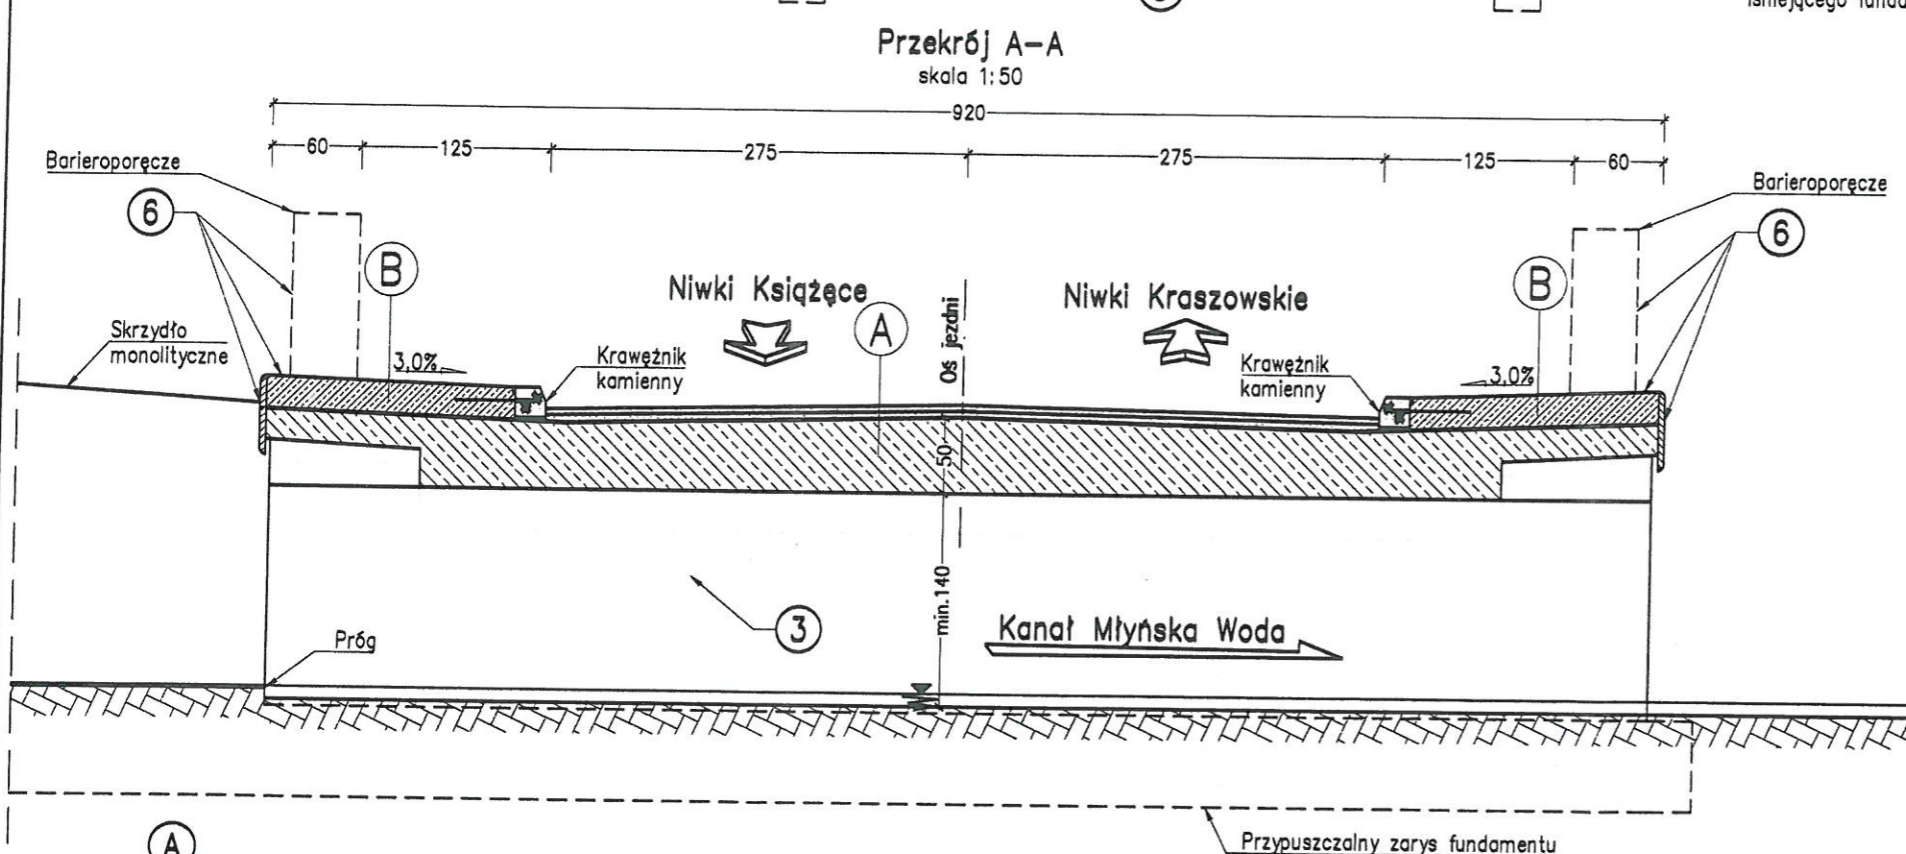 iśniejącego funda
Przekrój A-A
skala 1:50
920
60
125
275
275
125
60
Barieroporęcze
Barieroporęcze
6
6
B
B
Niwki Książęce
Niwki Kraszowskie
A
Oś jezdni
Skrzydło
monolityczne
3,0%
Krawężnik
kamienny
Krawężnik
kamienny
3,0%
50
min.140
3
Kanał Młyńska Woda
Próg
A
Przypuszczalny zarys fundamentu